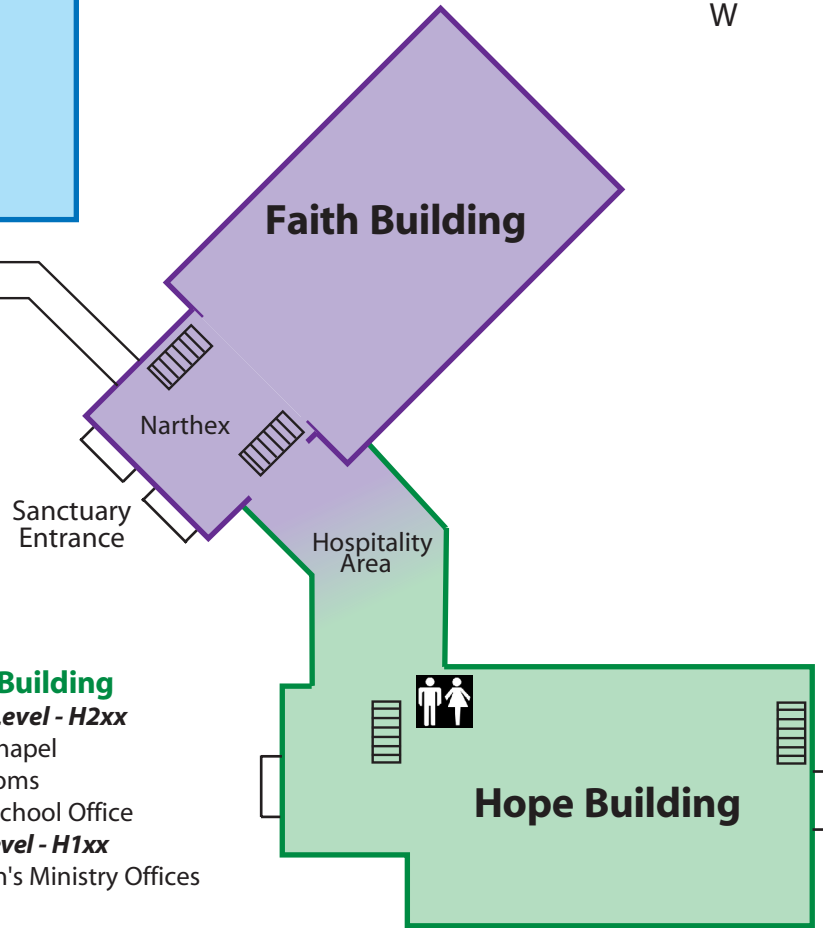 W
Faith Building
Narthex
Sanctuary
Entrance
Hospitality
Area
Building
evel - H2xx
hapel
oms
chool Office
vel - H1xx
n's Ministry Offices
Hope Building